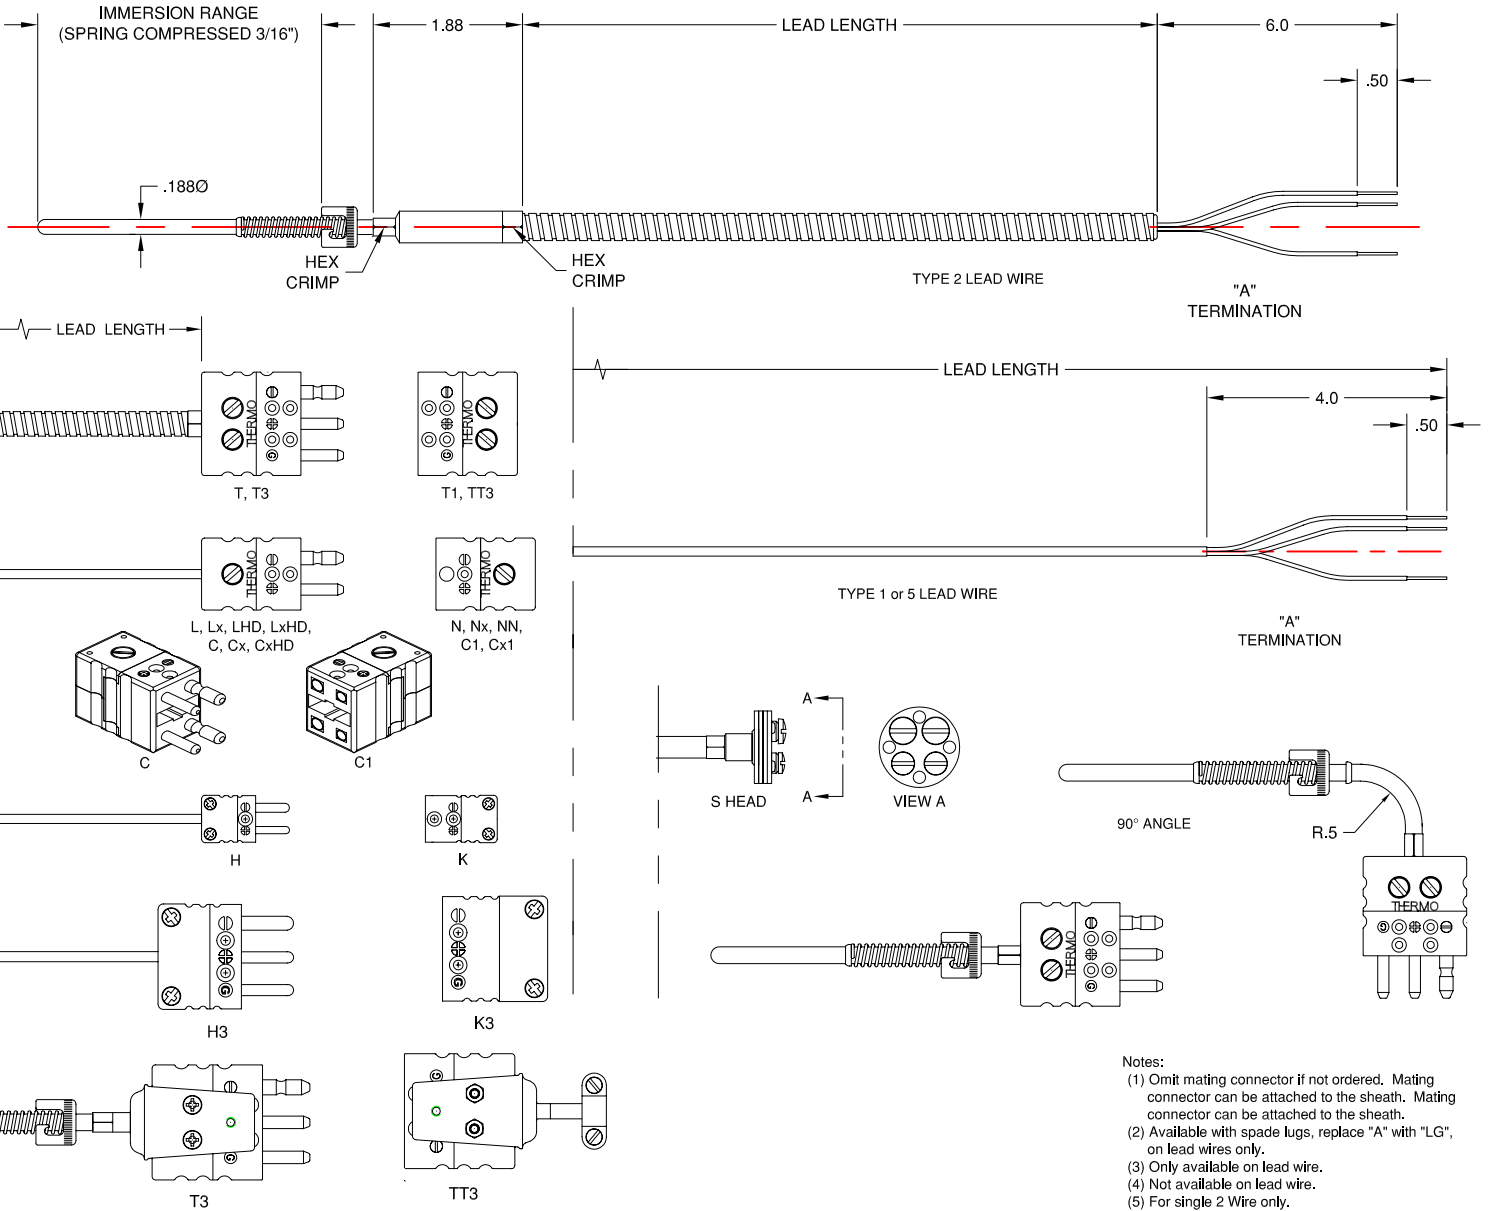 IMMERSION RANGE
(SPRING COMPRESSED 3/16")
1.88
LEAD LENGTH
6.0
.50
.188Ø
HEX
CRIMP
HEX
CRIMP
TYPE 2 LEAD WIRE
"A"
TERMINATION
LEAD LENGTH
LEAD LENGTH
4.0
.50
THERMO
G
T, T3
THERMO
G
T1, TT3
THERMO
L, Lx, LHD, LxHD,
C, Cx, CxHD
THERMO
N, Nx, NN,
C1, Cx1
TYPE 1 or 5 LEAD WIRE
"A"
TERMINATION
C
C1
A
A
S HEAD
VIEW A
90° ANGLE
R.5
THERMO
G
H
K
THERMO
G
G
H3
G
K3
G
G
T3
G
G
TT3
Notes:
(1) Omit mating connector if not ordered. Mating
connector can be attached to the sheath. Mating
connector can be attached to the sheath.
(2) Available with spade lugs, replace "A" with "LG",
on lead wires only.
(3) Only available on lead wire.
(4) Not available on lead wire.
(5) For single 2 Wire only.